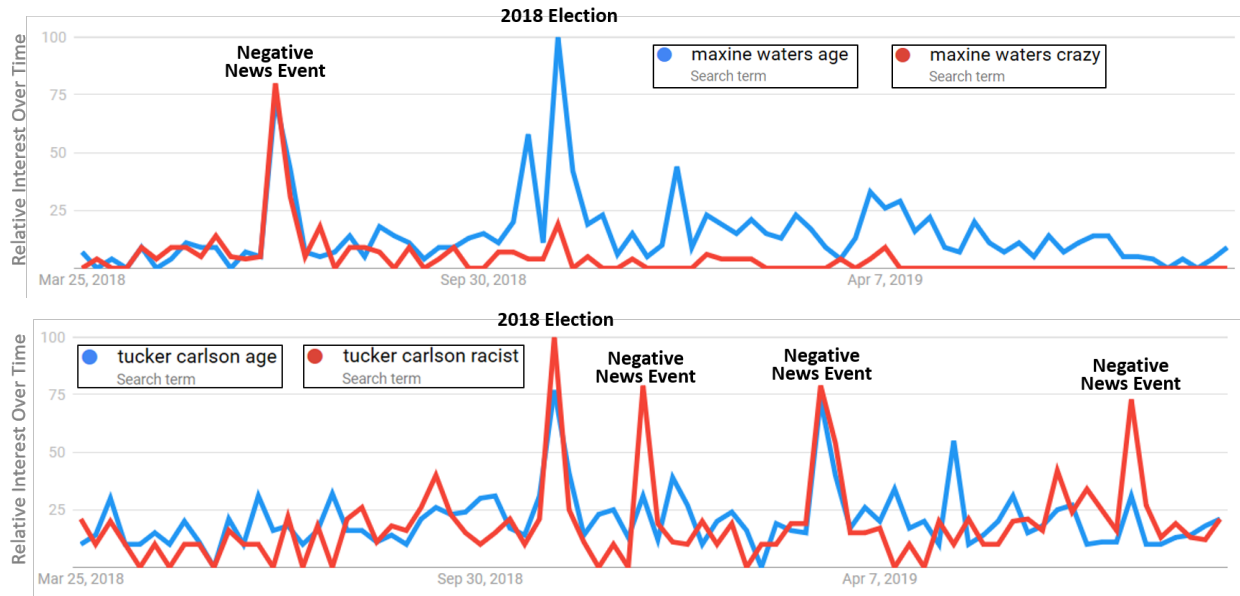 2018 Election
Relative Interest Over Time
100
75
50
25
Negative
News Event
maxine waters age
Search term
maxine waters crazy
Search term
Mar 25, 2018
Sep 30, 2018
Apr 7, 2019
2018 Election
Relative Interest Over Time
100
75
50
25
tucker carlson age
Search term
tucker carlson racist
Search term
Negative
News Event
Negative
News Event
Negative
News Event
Mar 25, 2018
Sep 30, 2018
Apr 7, 2019